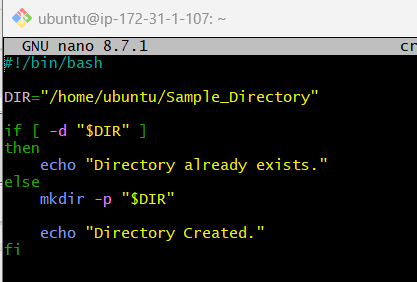 ubuntu@ip-172-31-1-107: ~
GNU nano 8.7.1 cr
#!/bin/bash
DIR="/home/ubuntu/Sample_Directory"
if [ -d "$DIR" ]
then
    echo "Directory already exists."
else
    mkdir -p "$DIR"
    echo "Directory Created."
fi